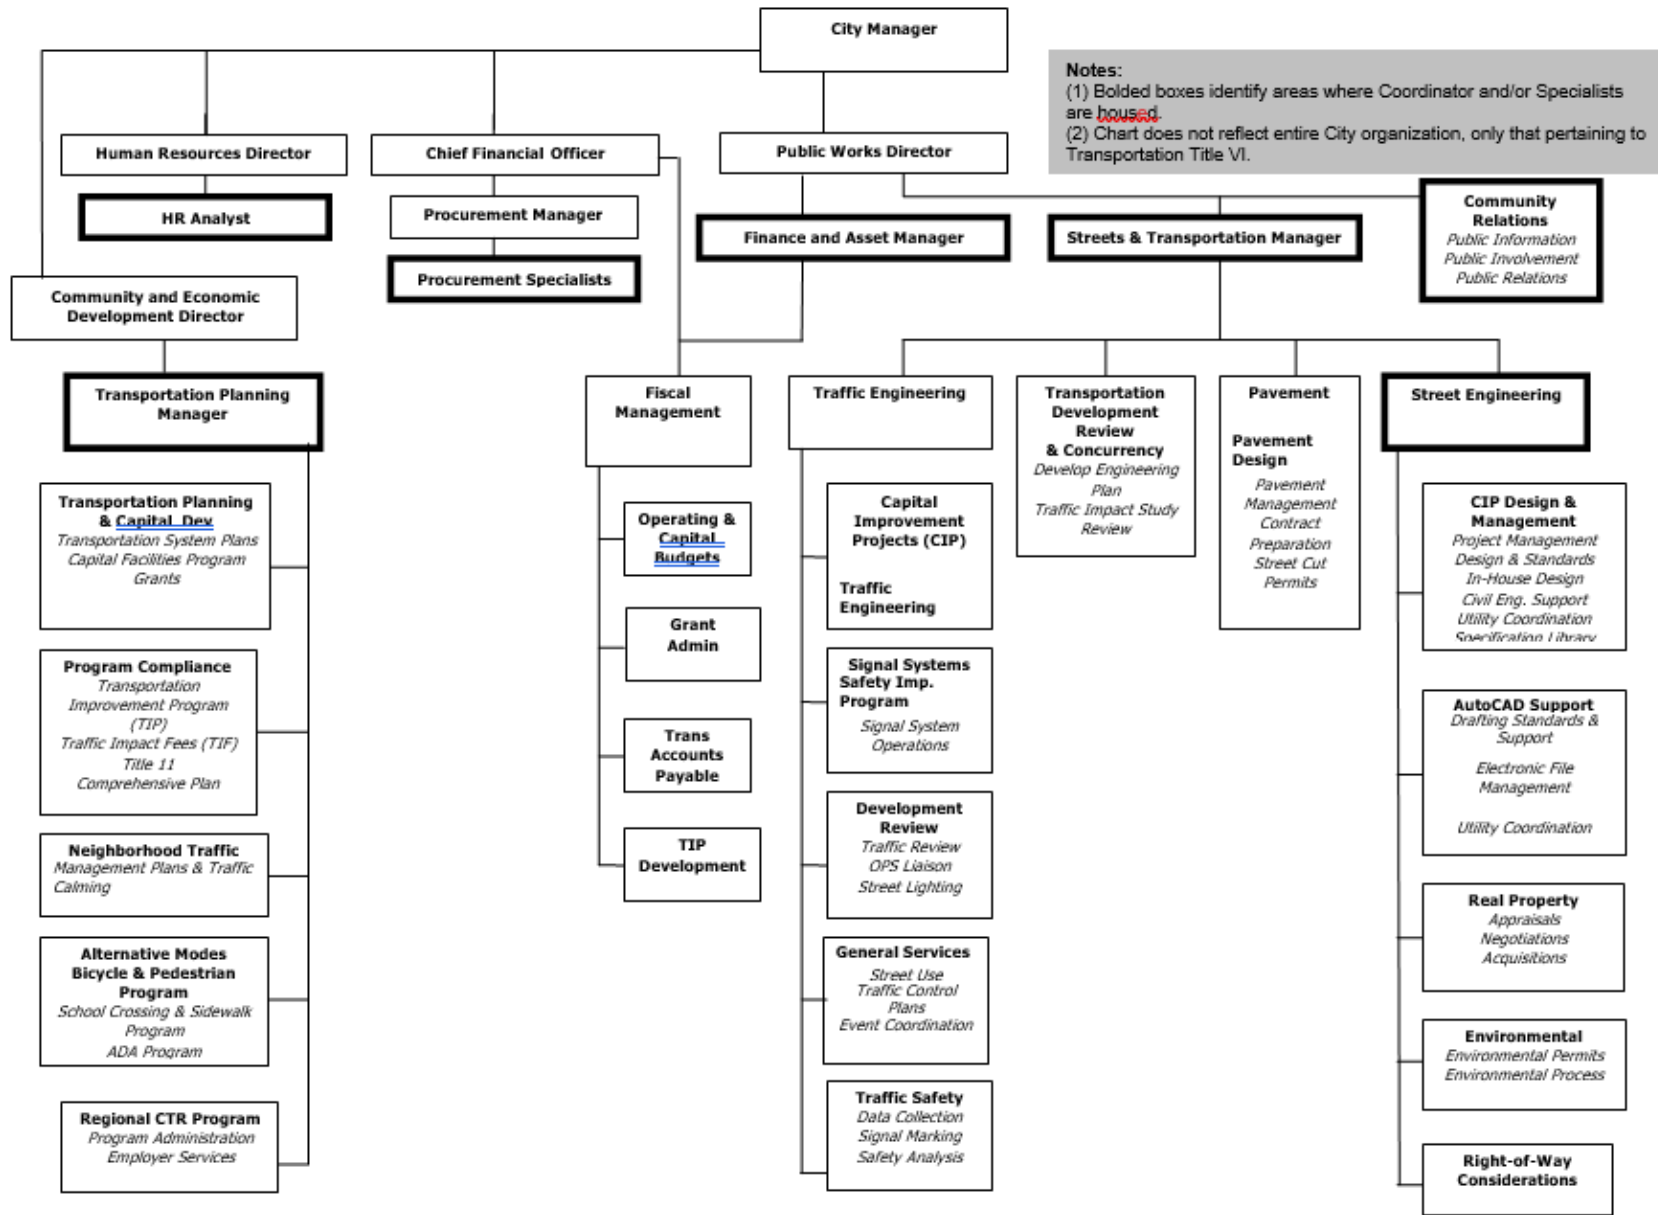 City Manager
Notes:
(1) Bolded boxes identify areas where Coordinator and/or Specialists
are housed.
(2) Chart does not reflect entire City organization, only that pertaining to
Transportation Title VI.
Human Resources Director
Chief Financial Officer
Public Works Director
HR Analyst
Procurement Manager
Finance and Asset Manager
Streets & Transportation Manager
Community
Relations
Public Information
Public Involvement
Public Relations
Procurement Specialists
Community and Economic
Development Director
Transportation Planning
Manager
Transportation Planning
& Capital Dev
Transportation System Plans
Capital Facilities Program
Grants
Program Compliance
Transportation
Improvement Program
(TIP)
Traffic Impact Fees (TIF)
Title 11
Comprehensive Plan
Neighborhood Traffic
Management Plans & Traffic
Calming
Alternative Modes
Bicycle & Pedestrian
Program
School Crossing & Sidewalk
Program
ADA Program
Regional CTR Program
Program Administration
Employer Services
Fiscal
Management
Operating &
Capital
Budgets
Grant
Admin
Trans
Accounts
Payable
TIP
Development
Traffic Engineering
Capital
Improvement
Projects (CIP)
Traffic
Engineering
Signal Systems
Safety Imp.
Program
Signal System
Operations
Development
Review
Traffic Review
OPS Liaison
Street Lighting
General Services
Street Use
Traffic Control
Plans
Event Coordination
Traffic Safety
Data Collection
Signal Marking
Safety Analysis
Transportation
Development
Review
& Concurrency
Develop Engineering
Plan
Traffic Impact Study
Review
Pavement
Pavement
Design
Pavement
Management
Contract
Preparation
Street Cut
Permits
Street Engineering
CIP Design &
Management
Project Management
Design & Standards
In-House Design
Civil Eng. Support
Utility Coordination
Specification Library
AutoCAD Support
Drafting Standards &
Support
Electronic File
Management
Utility Coordination
Real Property
Appraisals
Negotiations
Acquisitions
Environmental
Environmental Permits
Environmental Process
Right-of-Way
Considerations